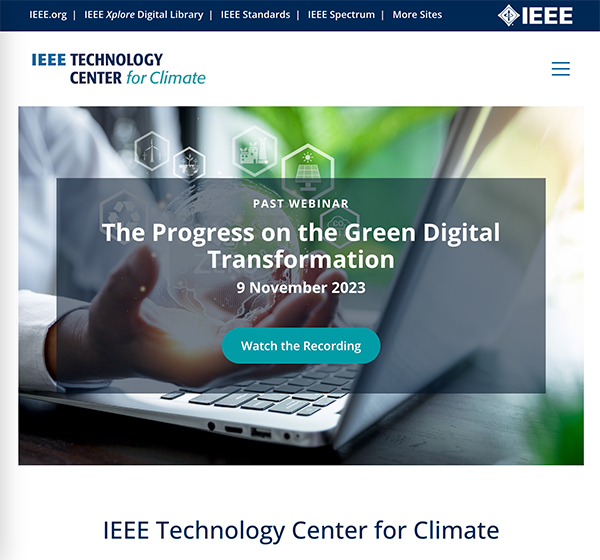 IEEE.org | IEEE Xplore Digital Library | IEEE Standards | IEEE Spectrum | More Sites
IEEE
IEEE TECHNOLOGY
CENTER for Climate
PAST WEBINAR
The Progress on the Green Digital
Transformation
9 November 2023
Watch the Recording
IEEE Technology Center for Climate